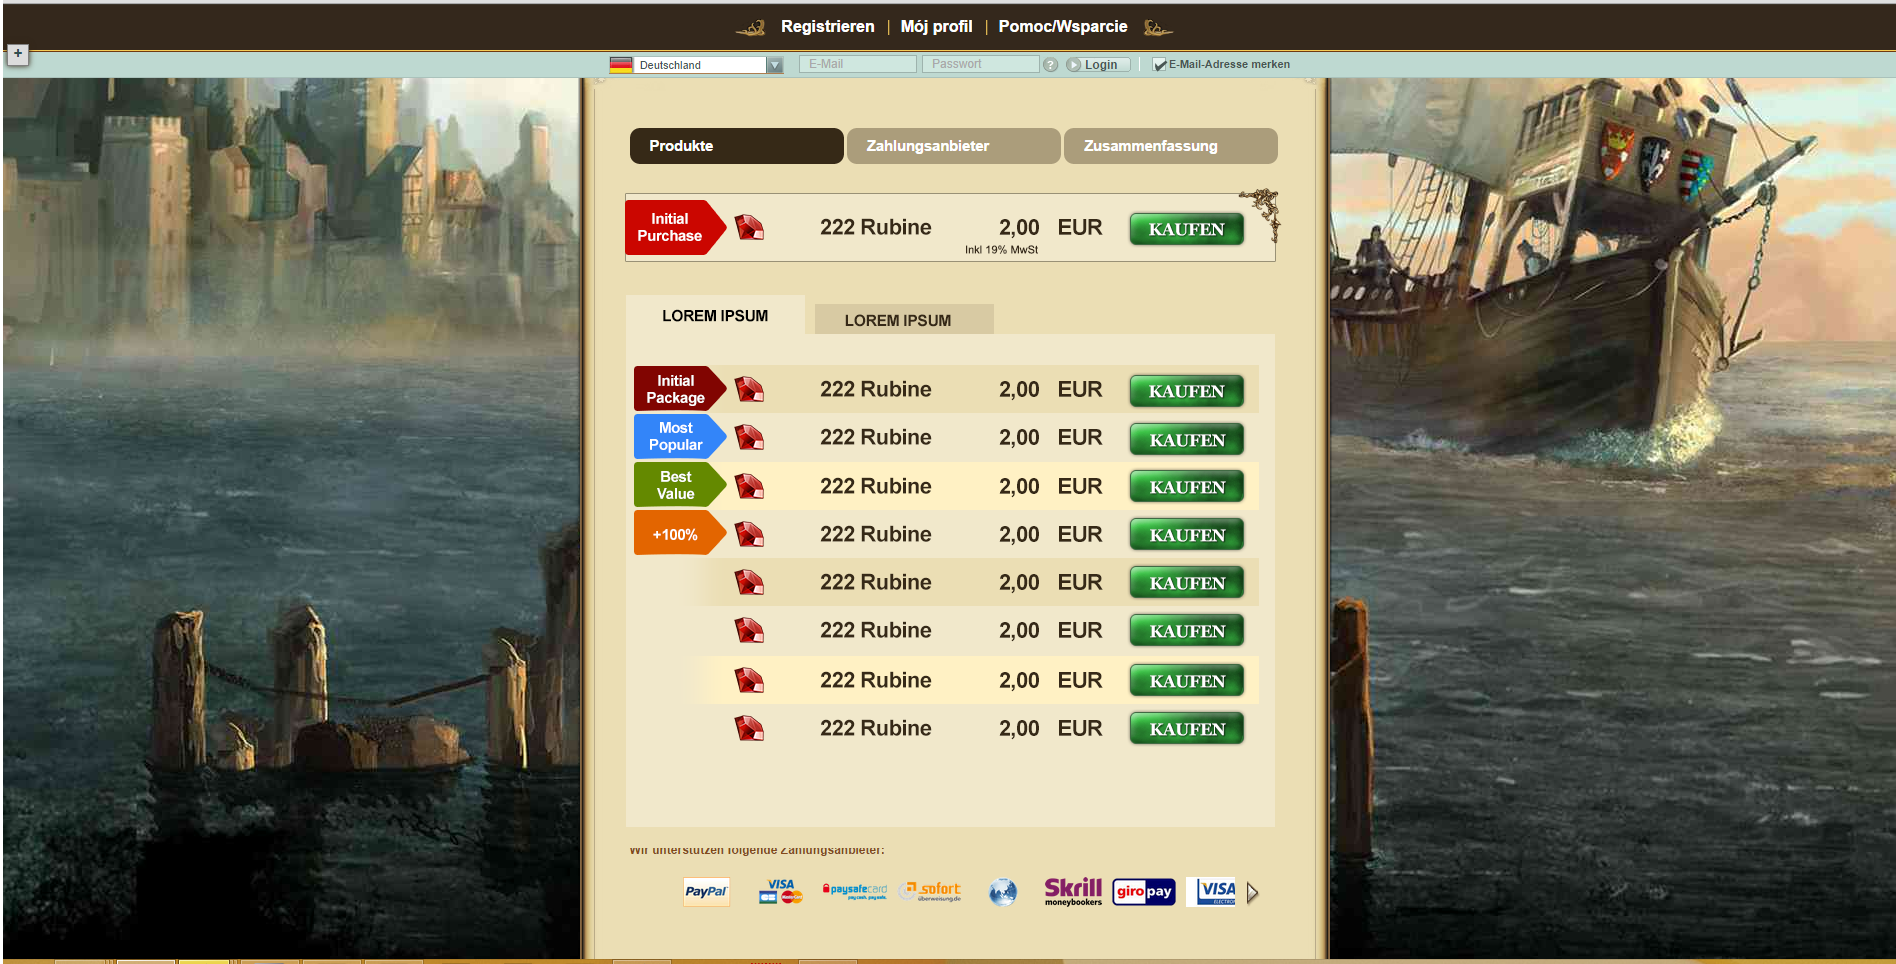 Registrieren | Mój profil | Pomoc/Wsparcie
+
Deutschland E-Mail Passwort ? Login E-Mail-Adresse merken
Produkte Zahlungsanbieter Zusammenfassung
Initial Purchase 222 Rubine 2,00 EUR KAUFEN
Inkl 19% MwSt
LOREM IPSUM LOREM IPSUM
Initial Package 222 Rubine 2,00 EUR KAUFEN
Most Popular 222 Rubine 2,00 EUR KAUFEN
Best Value 222 Rubine 2,00 EUR KAUFEN
+100% 222 Rubine 2,00 EUR KAUFEN
222 Rubine 2,00 EUR KAUFEN
222 Rubine 2,00 EUR KAUFEN
222 Rubine 2,00 EUR KAUFEN
222 Rubine 2,00 EUR KAUFEN
Wir unterstützen folgende Zahlungsanbieter:
PayPal VISA MasterCard paysafecard pay cash. pay safe. sofort überweisung.de Skrill moneybookers giropay VISA ELECTRON